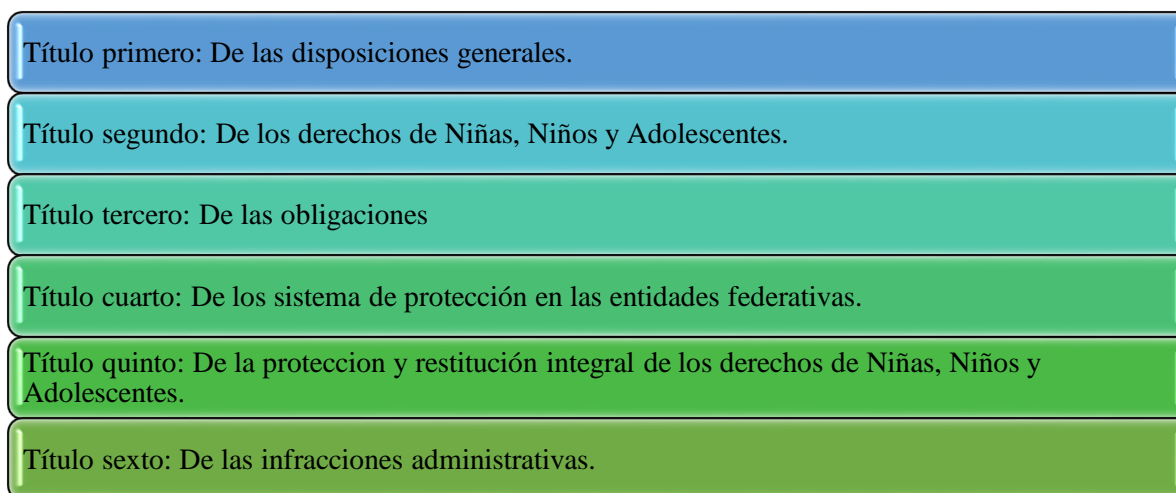 Título primero: De las disposiciones generales.
Título segundo: De los derechos de Niñas, Niños y Adolescentes.
Título tercero: De las obligaciones
Título cuarto: De los sistema de protección en las entidades federativas.
Título quinto: De la proteccion y restitución integral de los derechos de Niñas, Niños y
Adolescentes.
Título sexto: De las infracciones administrativas.